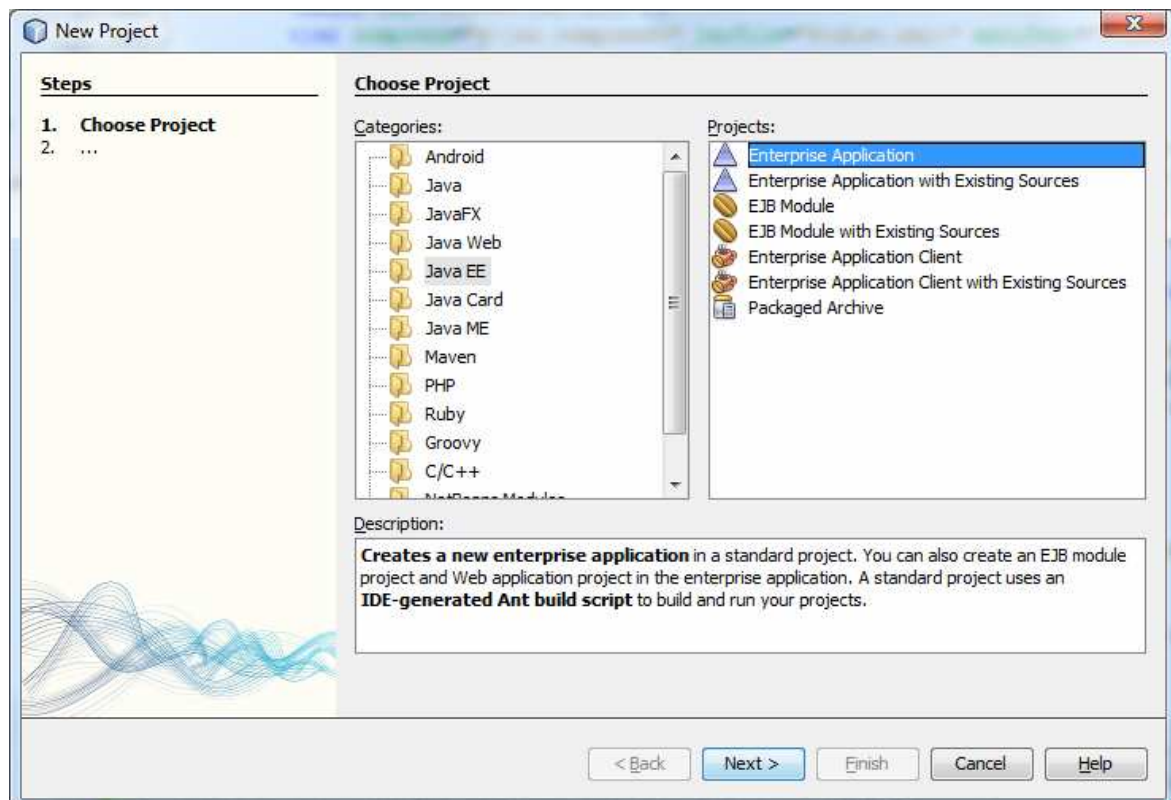 New Project
Steps
1. Choose Project
2. ...
Choose Project
Categories:
Android
Java
JavaFX
Java Web
Java EE
Java Card
Java ME
Maven
PHP
Ruby
Groovy
C/C++
NetBeans Modules
Projects:
Enterprise Application
Enterprise Application with Existing Sources
EJB Module
EJB Module with Existing Sources
Enterprise Application Client
Enterprise Application Client with Existing Sources
Packaged Archive
Description:
Creates a new enterprise application in a standard project. You can also create an EJB module
project and Web application project in the enterprise application. A standard project uses an
IDE-generated Ant build script to build and run your projects.
< Back Next > Finish Cancel Help